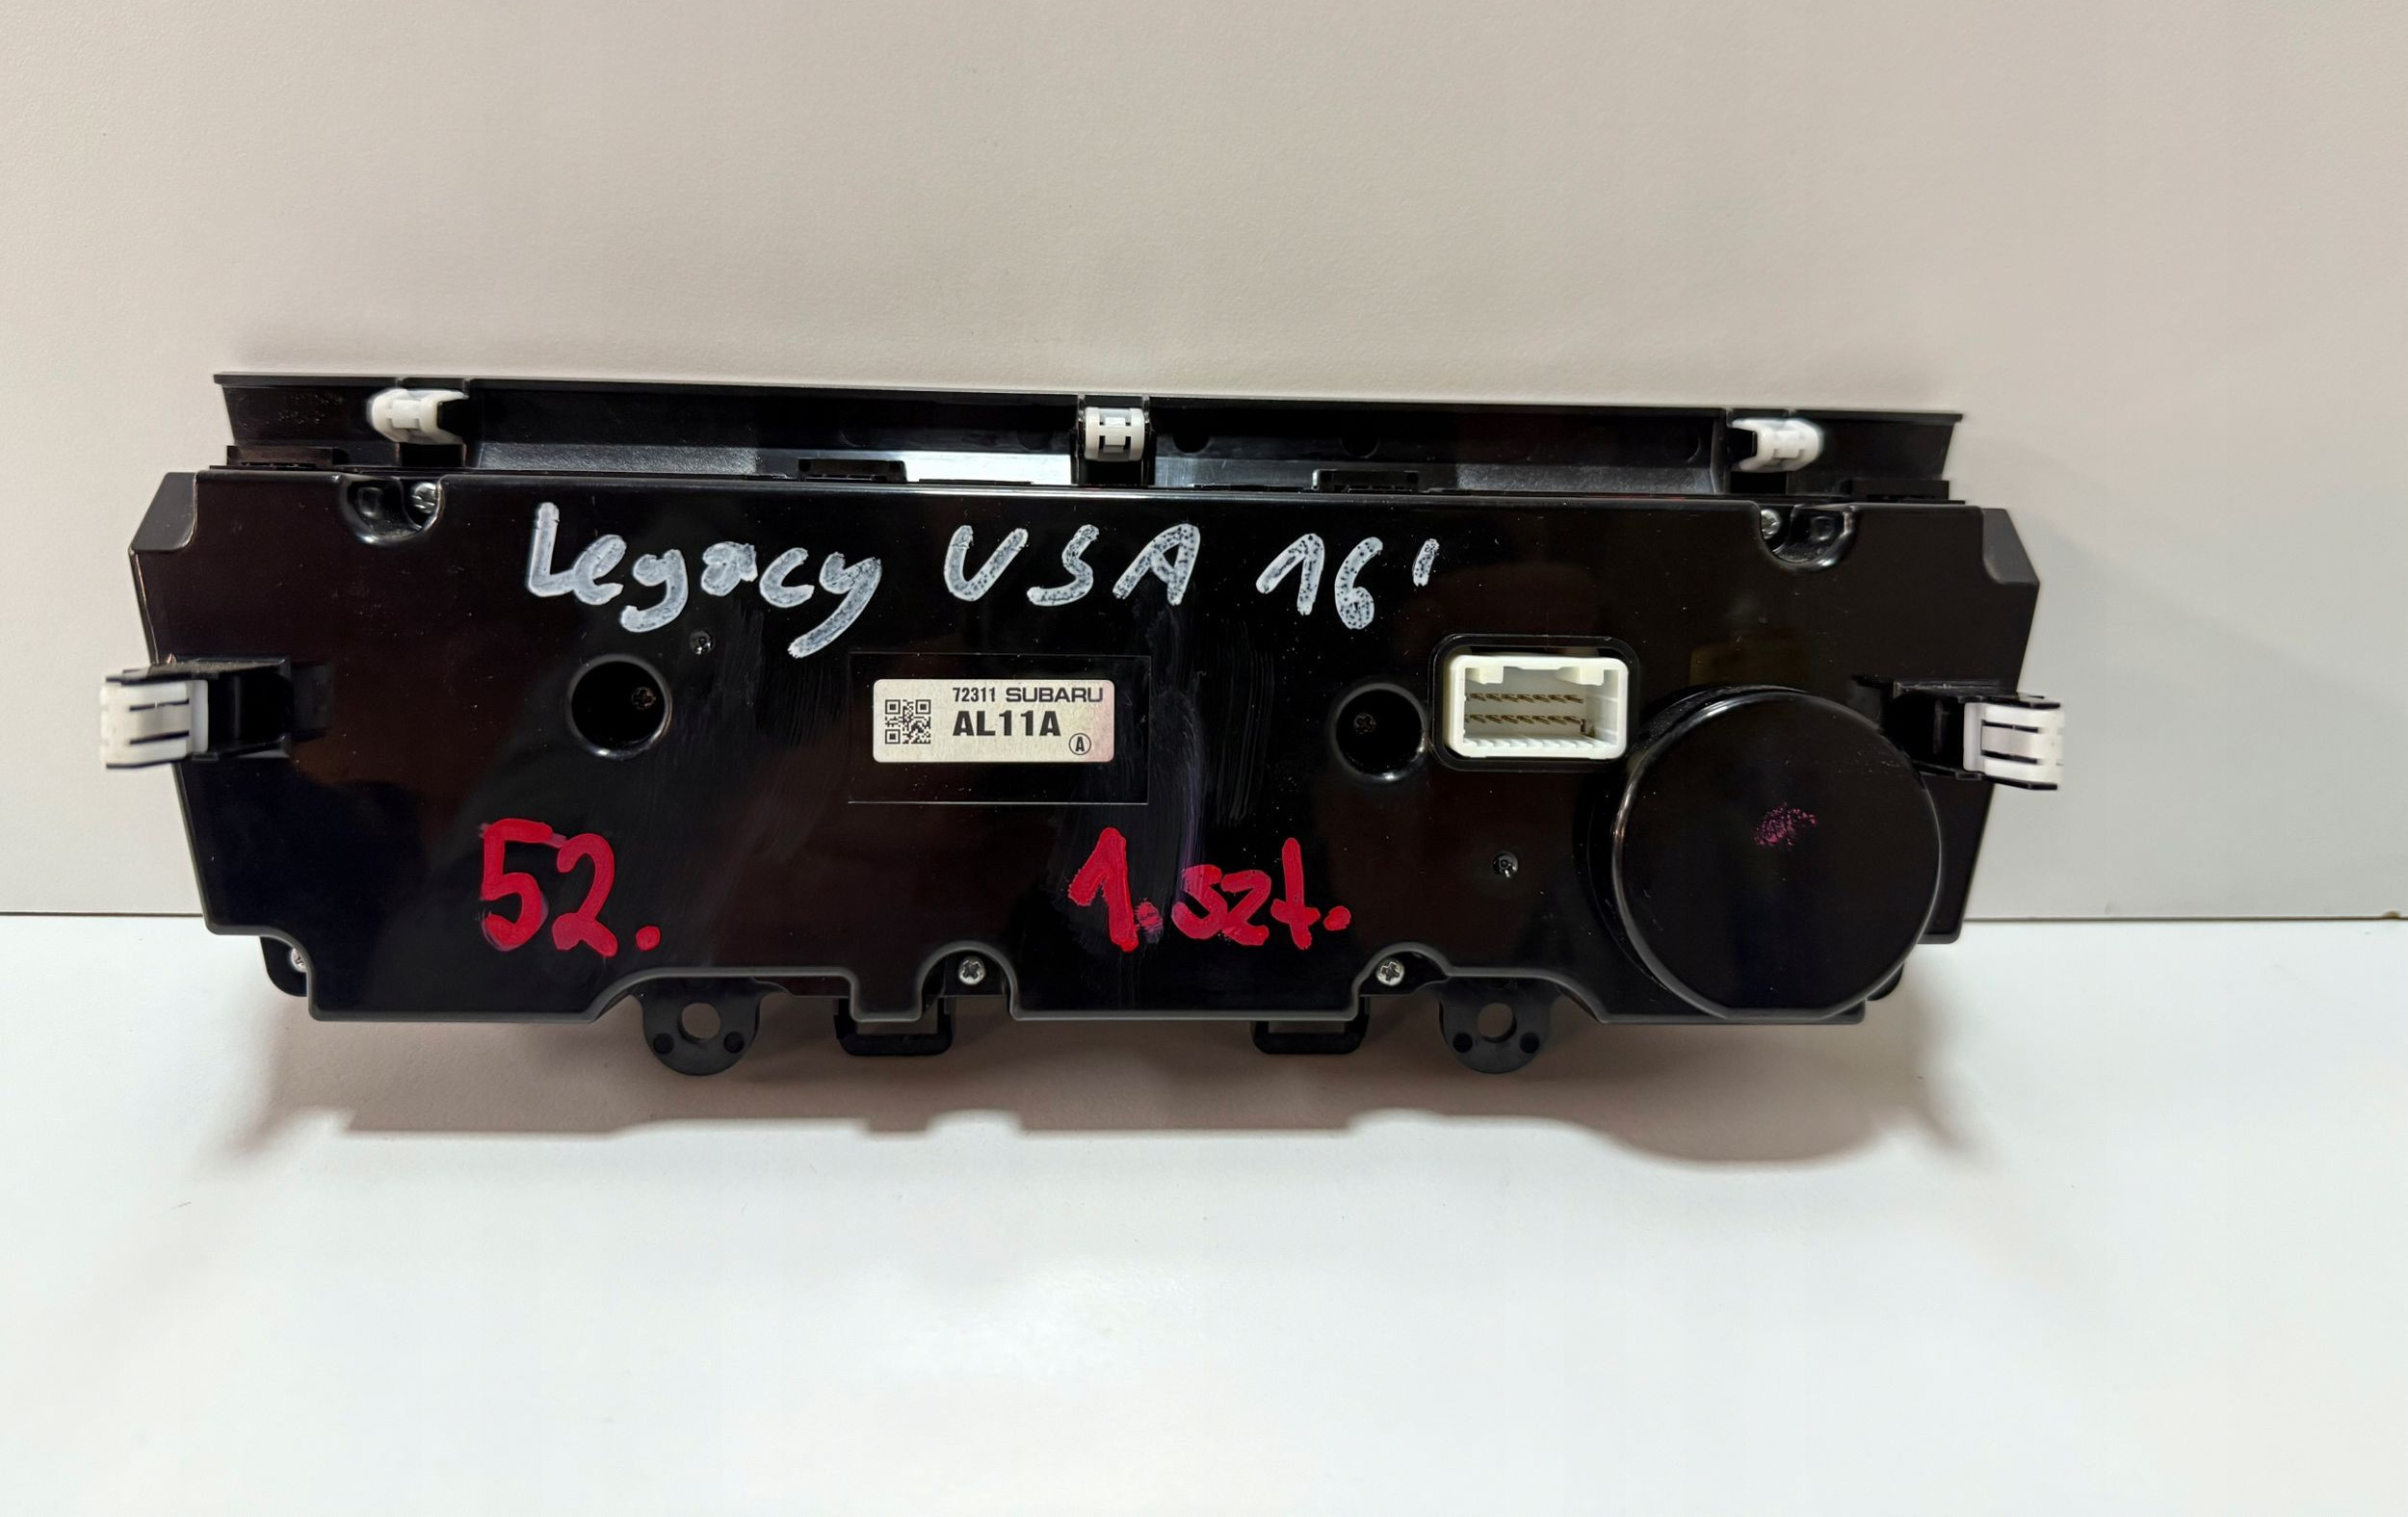 Legacy USA 16'
72311 SUBARU
AL11A
A
52. 1.szt.